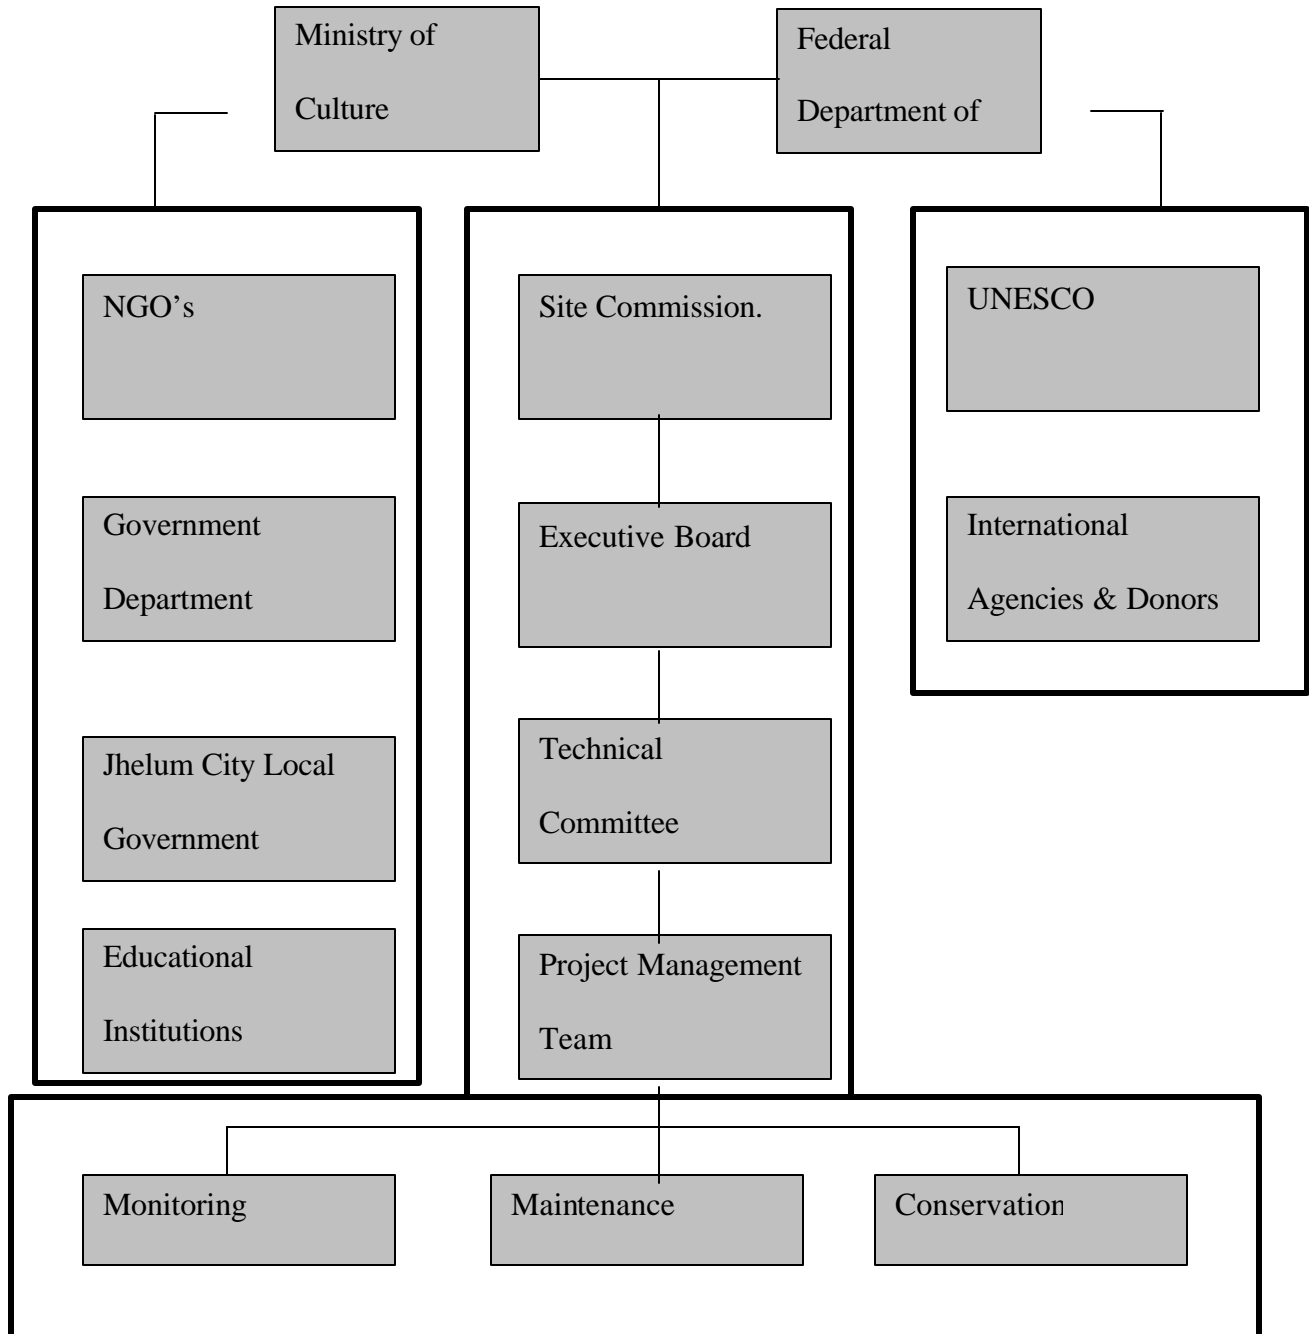 Ministry of
Culture
Federal
Department of
NGO’s
Government
Department
Jhelum City Local
Government
Educational
Institutions
Site Commission.
Executive Board
Technical
Committee
Project Management
Team
UNESCO
International
Agencies & Donors
Monitoring
Maintenance
Conservation